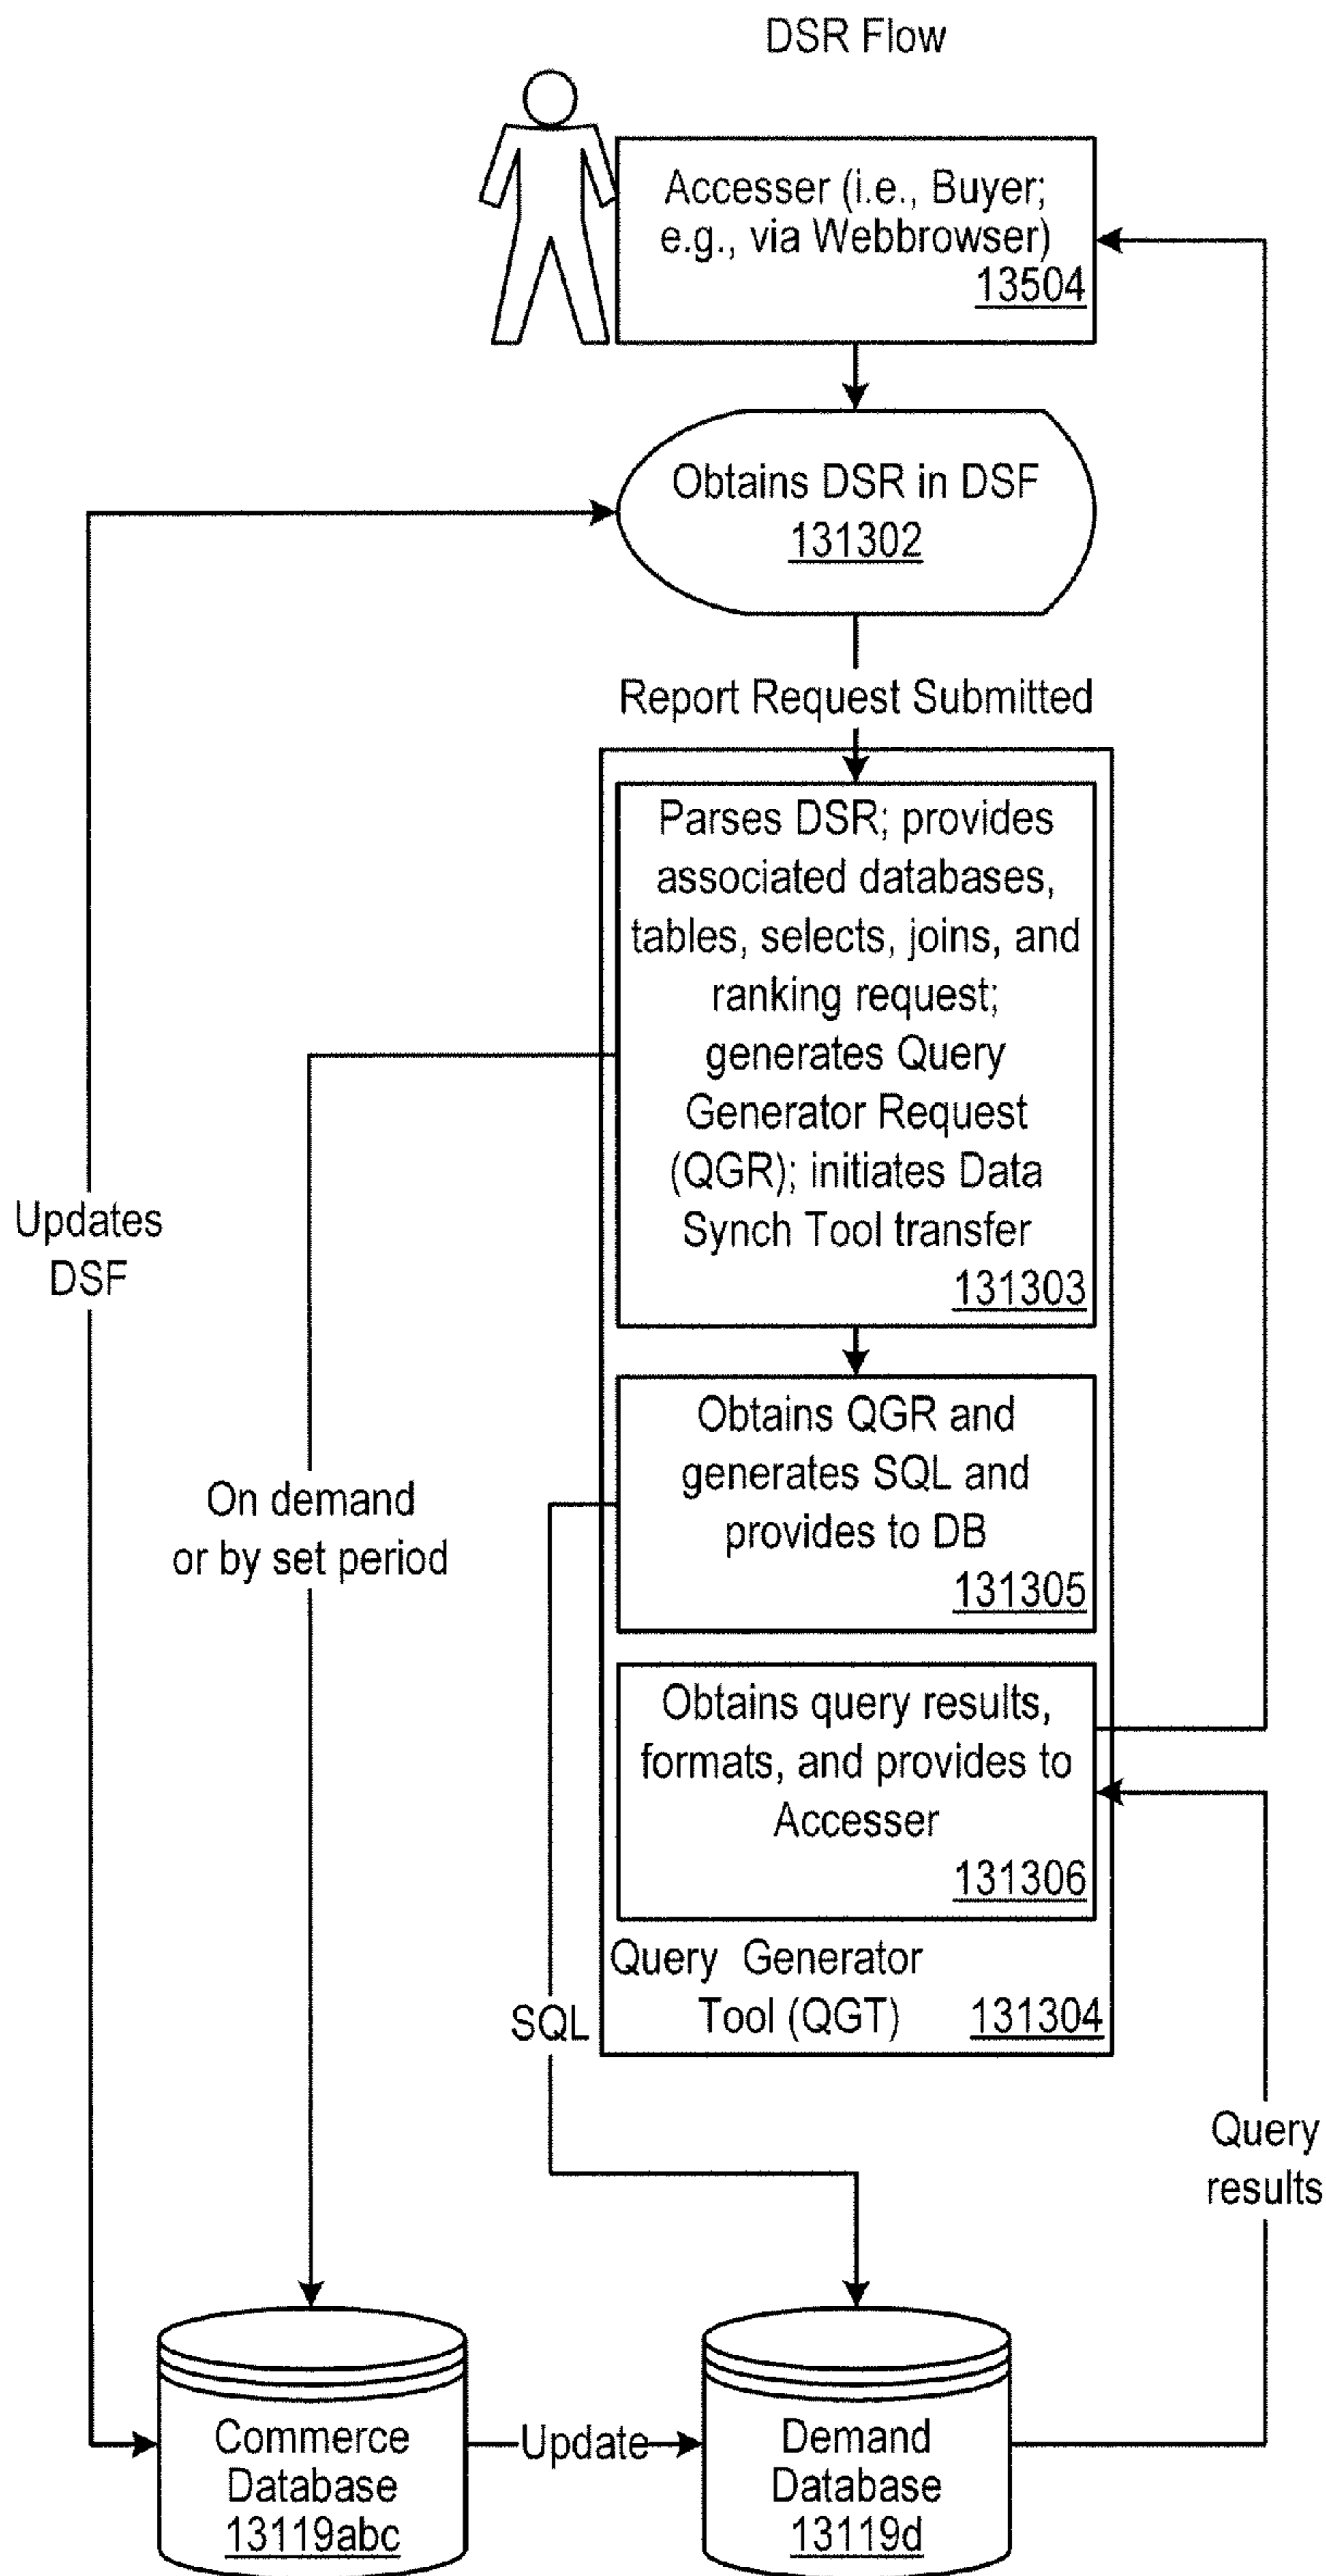 DSR Flow
Accesser (i.e., Buyer;
e.g., via Webbrowser)
13504
Obtains DSR in DSF
131302
Report Request Submitted
Parses DSR; provides
associated databases,
tables, selects, joins, and
ranking request;
generates Query
Generator Request
(QGR); initiates Data
Synch Tool transfer
131303
Updates
DSF
On demand
or by set period
Obtains QGR and
generates SQL and
provides to DB
131305
Obtains query results,
formats, and provides to
Accesser
131306
Query Generator
Tool (QGT) 131304
SQL
Query
results
Commerce
Database
13119abc
Update
Demand
Database
13119d